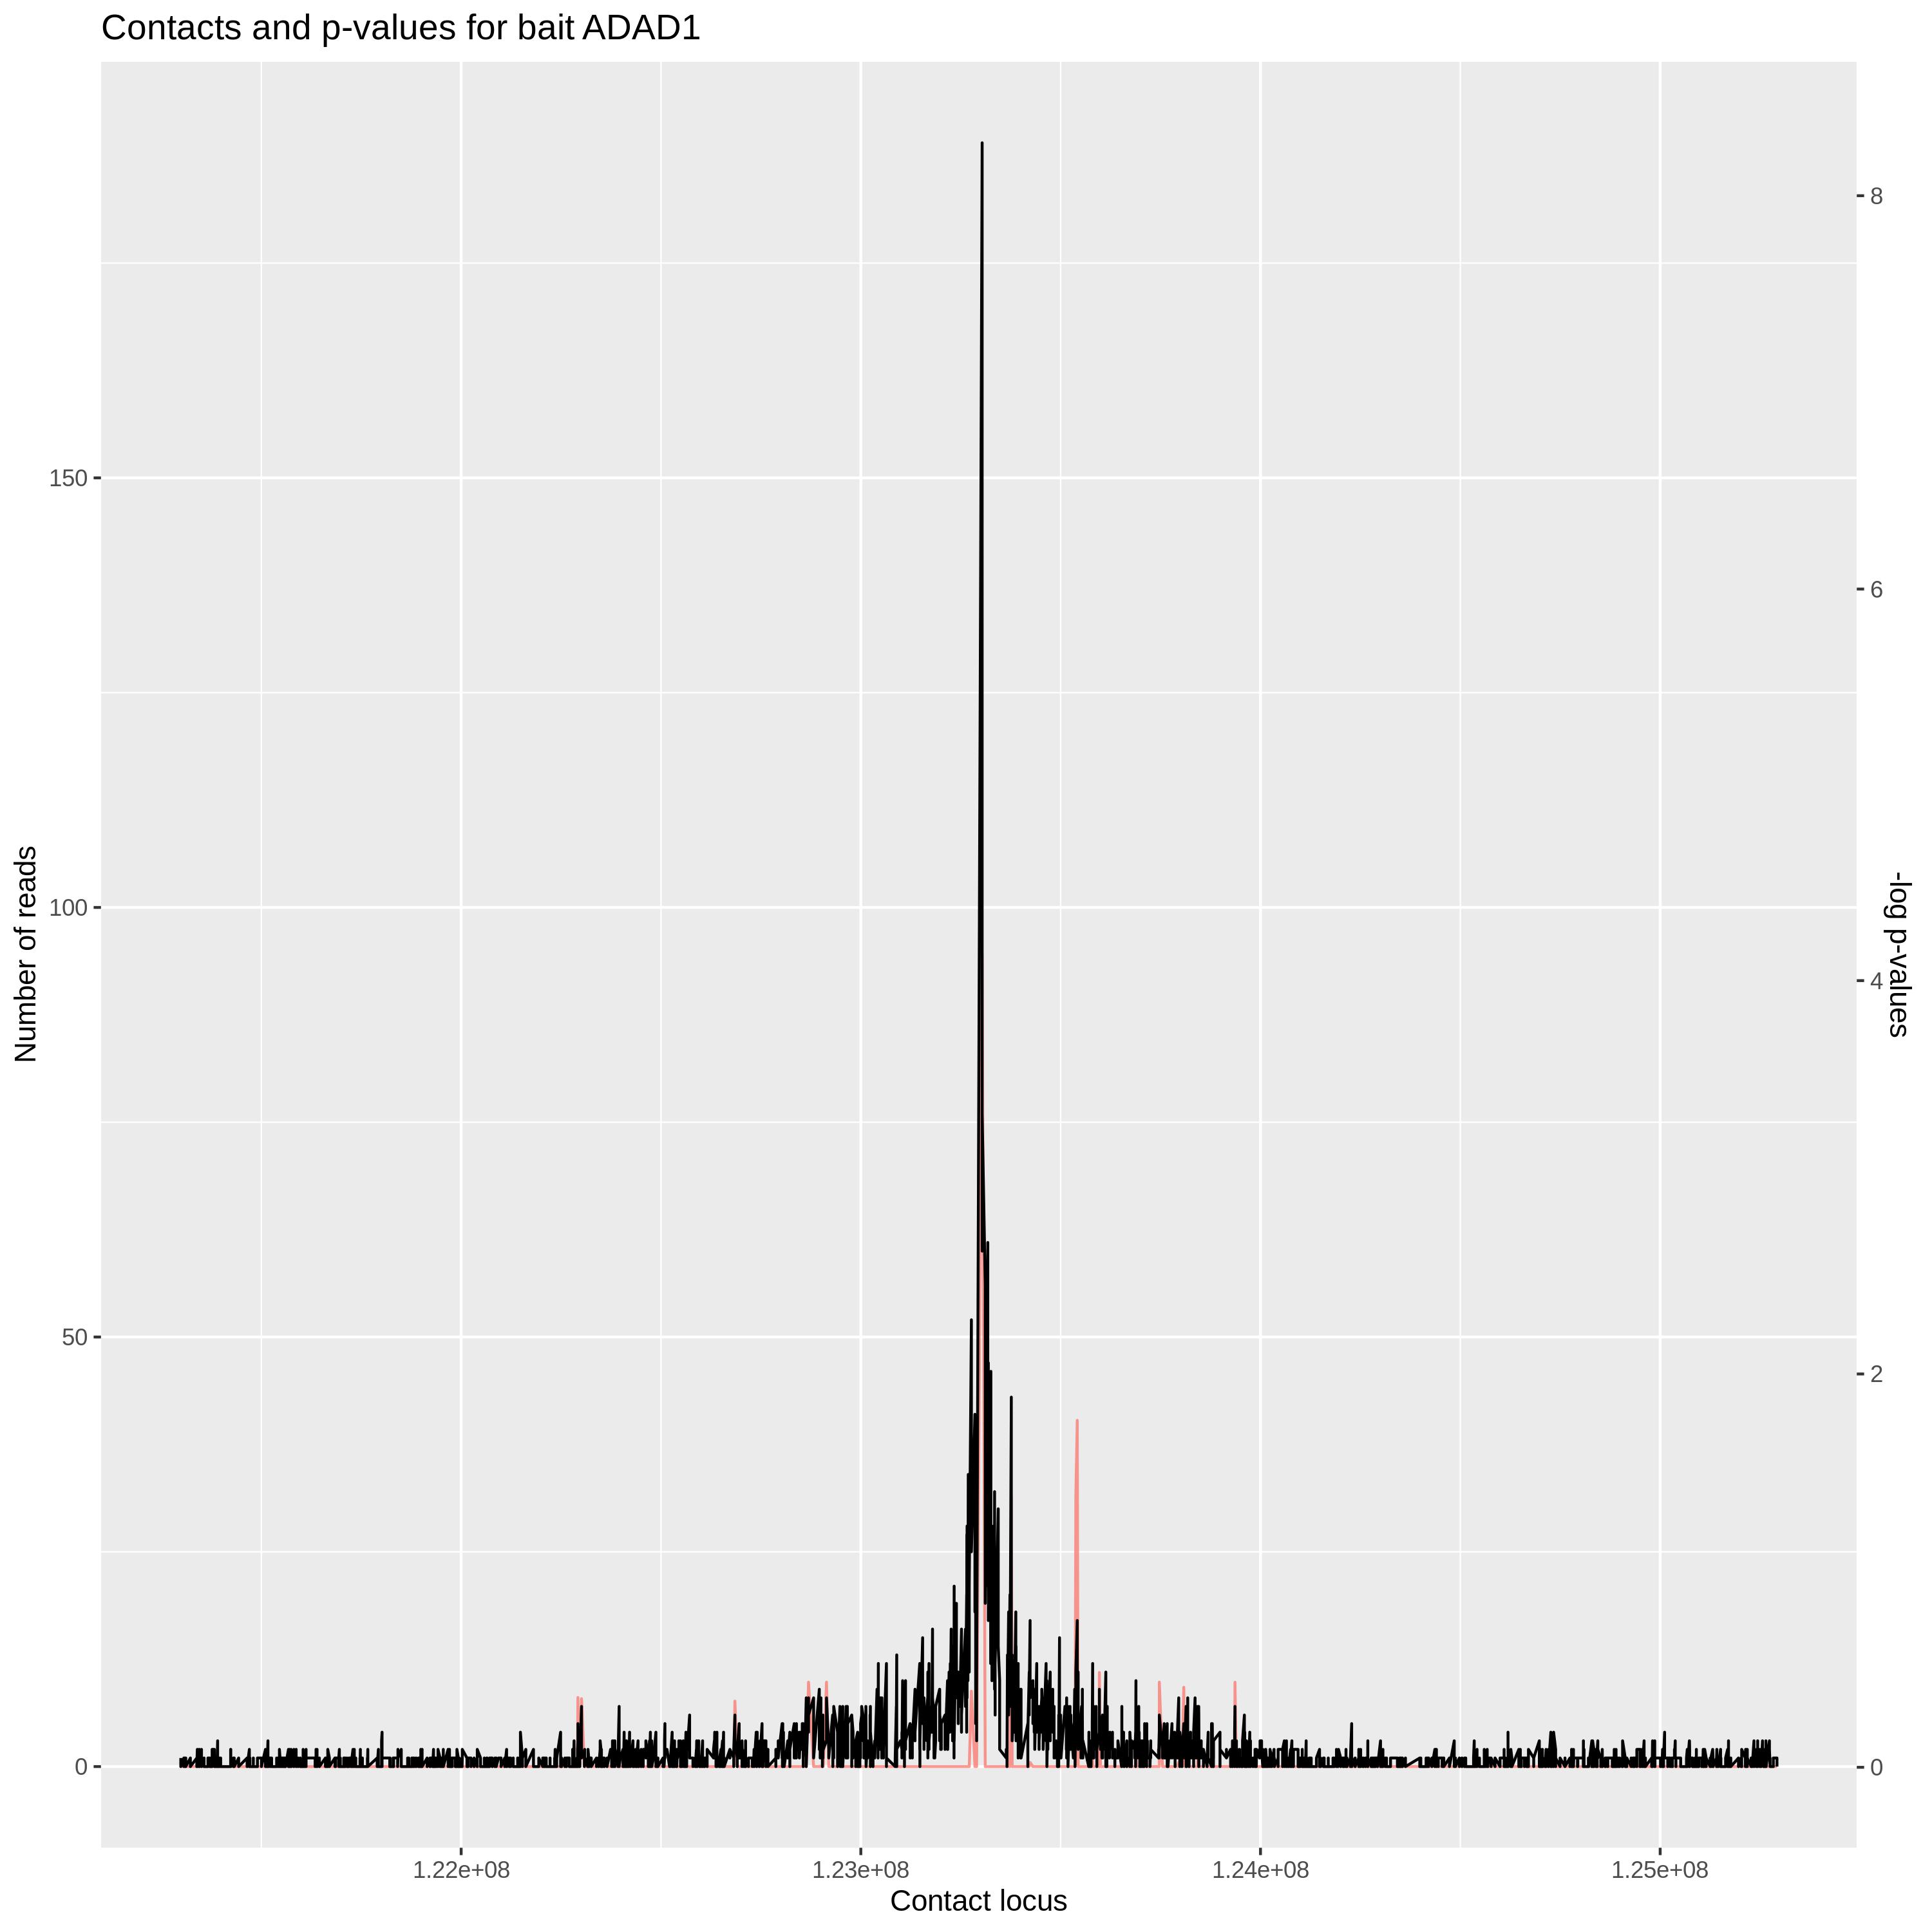 Contacts and p-values for bait ADAD1
Number of reads
150
100
50
0
8
6
4
2
0
-log p-values
1.22e+08
1.23e+08
1.24e+08
1.25e+08
Contact locus